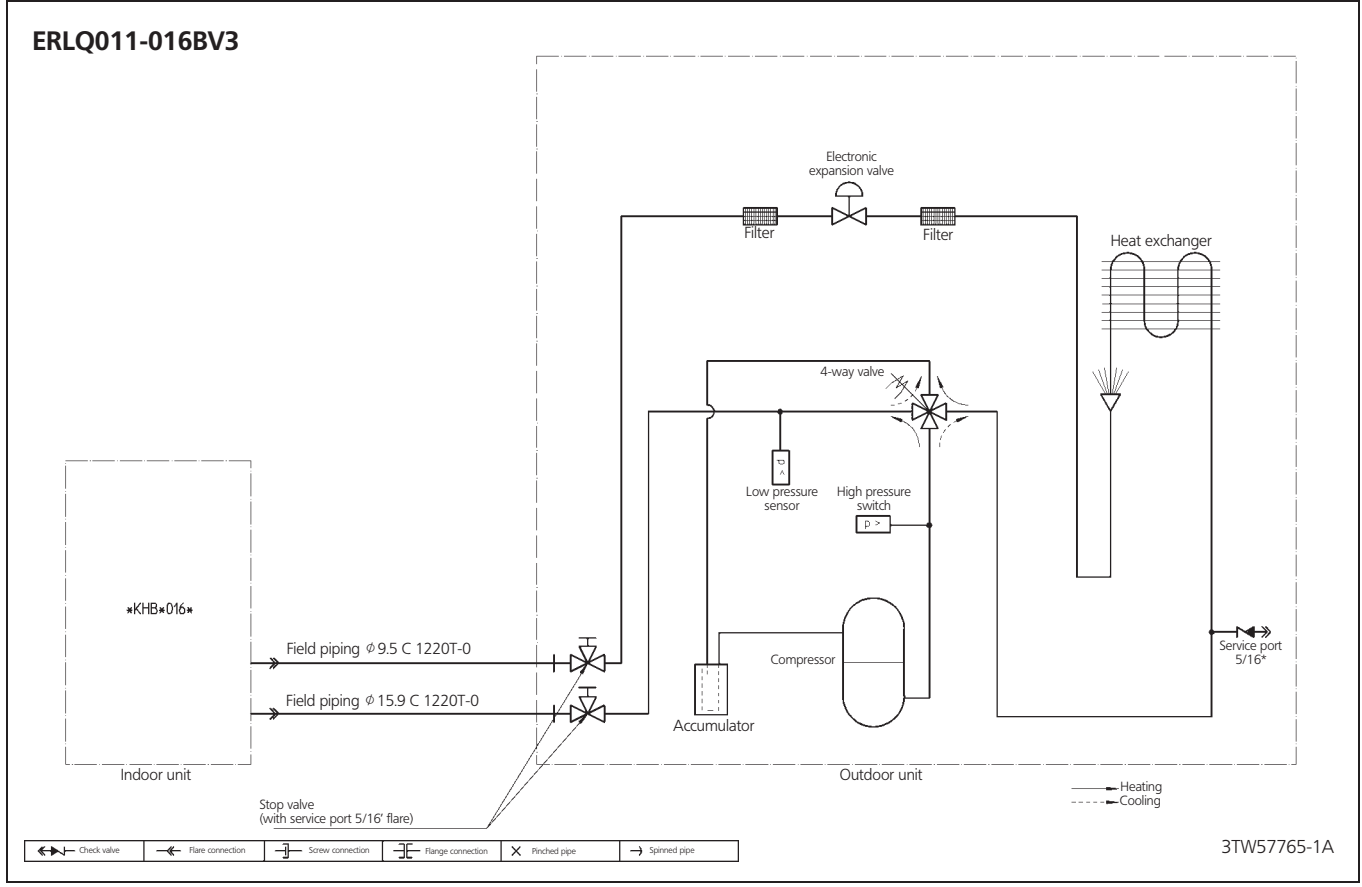 ERLQ011-016BV3
Electronic
expansion valve
Filter
Filter
Heat exchanger
4-way valve
p <
Low pressure
sensor
High pressure
switch
p >
*KHB*016*
Field piping ϕ 9.5 C 1220T-0
Field piping ϕ 15.9 C 1220T-0
Compressor
Accumulator
Service port
5/16*
Indoor unit
Outdoor unit
Heating
Cooling
Stop valve
(with service port 5/16' flare)
Check valve
Flare connection
Screw connection
Flange connection
Pinched pipe
Spinned pipe
3TW57765-1A